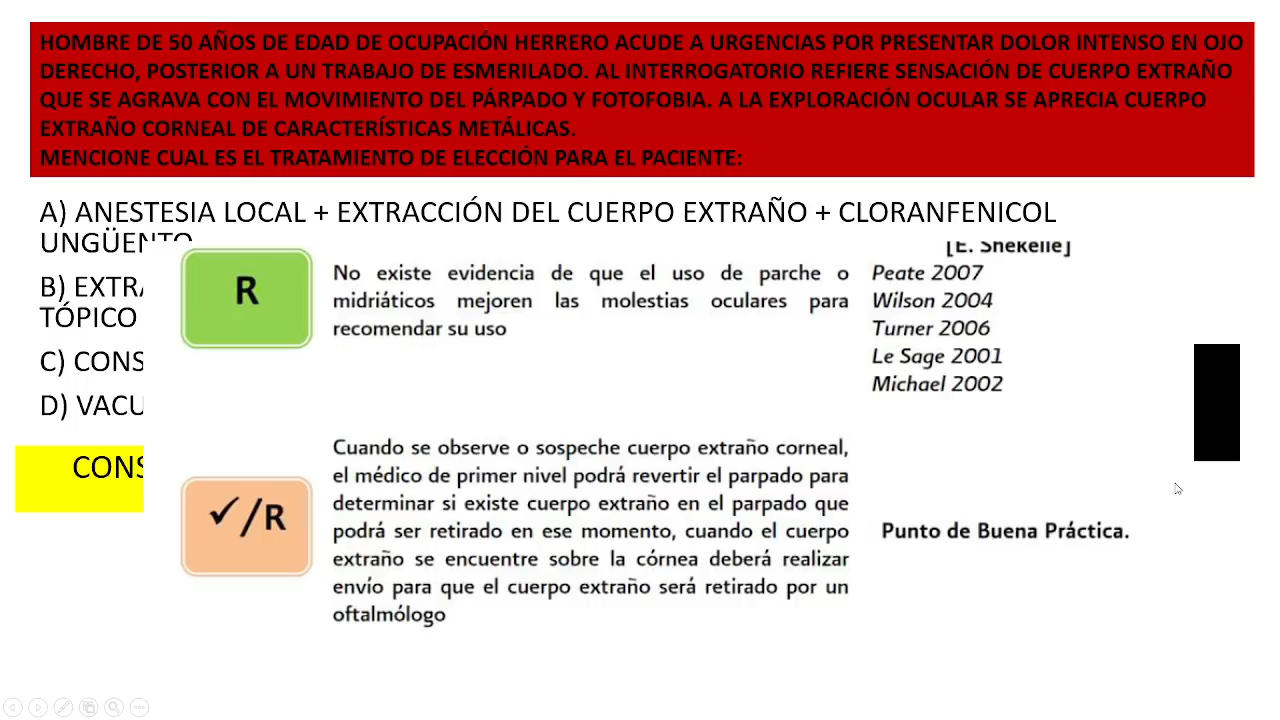 HOMBRE DE 50 AÑOS DE EDAD DE OCUPACIÓN HERRERO ACUDE A URGENCIAS POR PRESENTAR DOLOR INTENSO EN OJO
DERECHO, POSTERIOR A UN TRABAJO DE ESMERILADO. AL INTERROGATORIO REFIERE SENSACIÓN DE CUERPO EXTRAÑO
QUE SE AGRAVA CON EL MOVIMIENTO DEL PÁRPADO Y FOTOFOBIA. A LA EXPLORACIÓN OCULAR SE APRECIA CUERPO
EXTRAÑO CORNEAL DE CARACTERÍSTICAS METÁLICAS.
MENCIONE CUAL ES EL TRATAMIENTO DE ELECCIÓN PARA EL PACIENTE:
A) ANESTESIA LOCAL + EXTRACCIÓN DEL CUERPO EXTRAÑO + CLORANFENICOL
UNGÜENTO
B) EXTRA
TÓPICO
C) CONS
D) VACU
CONS
[E. Shekelle]
R
No existe evidencia de que el uso de parche o
midriáticos mejoren las molestias oculares para
recomendar su uso
Peate 2007
Wilson 2004
Turner 2006
Le Sage 2001
Michael 2002
✓/R
Cuando se observe o sospeche cuerpo extraño corneal,
el médico de primer nivel podrá revertir el parpado para
determinar si existe cuerpo extraño en el parpado que
podrá ser retirado en ese momento, cuando el cuerpo
extraño se encuentre sobre la córnea deberá realizar
envío para que el cuerpo extraño será retirado por un
oftalmólogo
Punto de Buena Práctica.